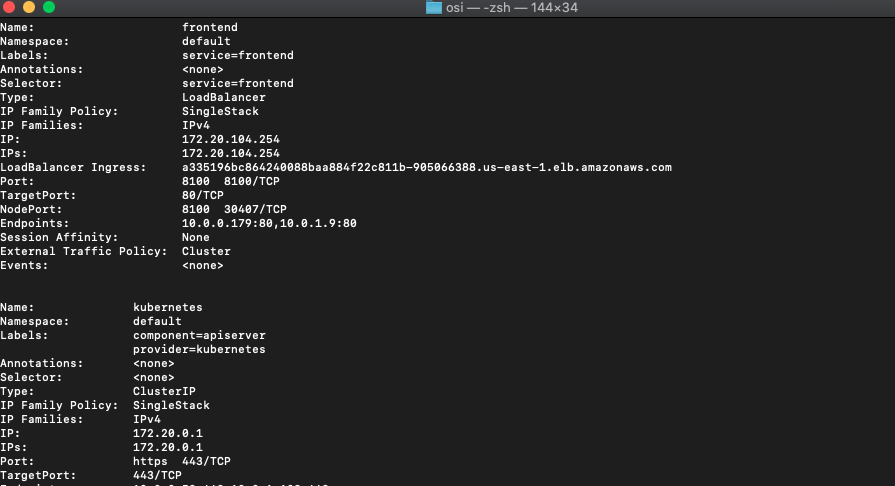 osi — -zsh — 144×34
Name: frontend
Namespace: default
Labels: service=frontend
Annotations: <none>
Selector: service=frontend
Type: LoadBalancer
IP Family Policy: SingleStack
IP Families: IPv4
IP: 172.20.104.254
IPs: 172.20.104.254
LoadBalancer Ingress: a335196bc864240088baa884f22c811b-905066388.us-east-1.elb.amazonaws.com
Port: 8100 8100/TCP
TargetPort: 80/TCP
NodePort: 8100 30407/TCP
Endpoints: 10.0.0.179:80,10.0.1.9:80
Session Affinity: None
External Traffic Policy: Cluster
Events: <none>
Name: kubernetes
Namespace: default
Labels: component=apiserver
provider=kubernetes
Annotations: <none>
Selector: <none>
Type: ClusterIP
IP Family Policy: SingleStack
IP Families: IPv4
IP: 172.20.0.1
IPs: 172.20.0.1
Port: https 443/TCP
TargetPort: 443/TCP